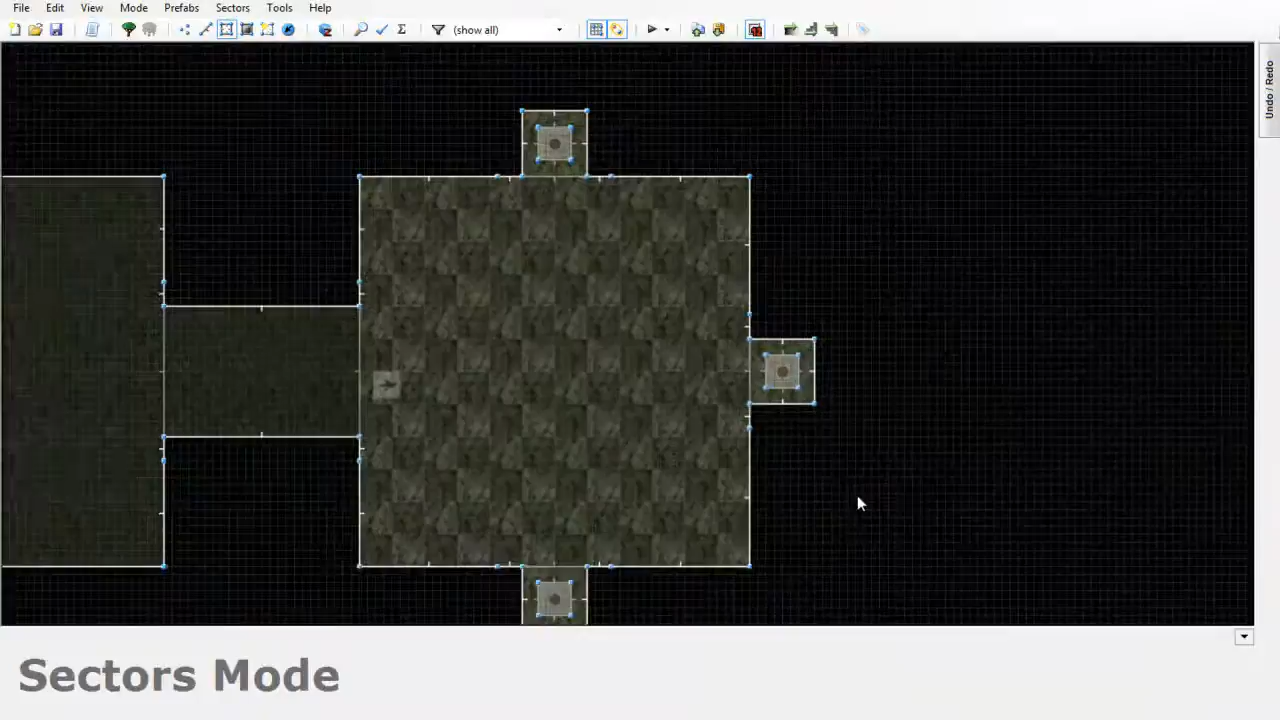 File Edit View Mode Prefabs Sectors Tools Help
(show all)
Undo / Redo
Sectors Mode